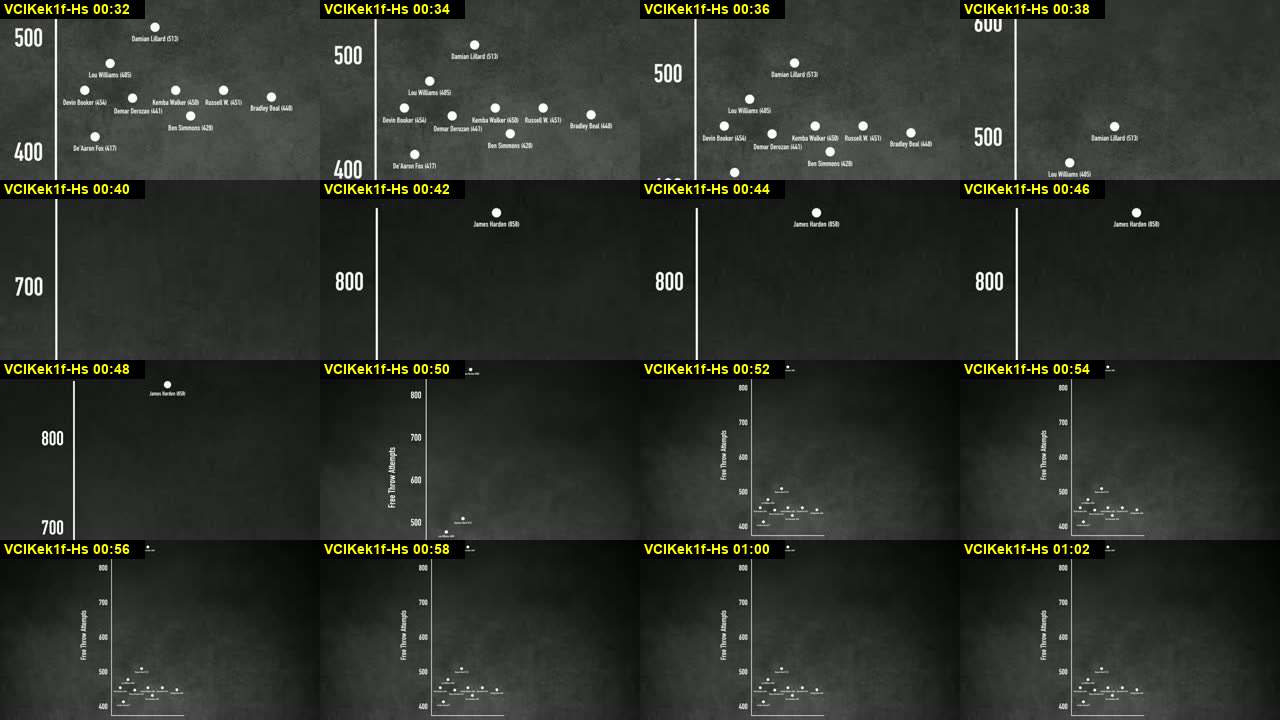 VCIKek1f-Hs 00:32
500
400
Damian Lillard (513)
Lou Williams (485)
Devin Booker (454)
Demar Derozan (441)
Kemba Walker (450)
Russell W. (451)
Bradley Beal (448)
Ben Simmons (428)
De'Aaron Fox (417)
VCIKek1f-Hs 00:34
500
400
Damian Lillard (513)
Lou Williams (485)
Devin Booker (454)
Demar Derozan (441)
Kemba Walker (450)
Russell W. (451)
Bradley Beal (448)
Ben Simmons (428)
De'Aaron Fox (417)
VCIKek1f-Hs 00:36
500
Damian Lillard (513)
Lou Williams (485)
Devin Booker (454)
Demar Derozan (441)
Kemba Walker (450)
Russell W. (451)
Bradley Beal (448)
Ben Simmons (428)
VCIKek1f-Hs 00:38
600
500
Damian Lillard (513)
Lou Williams (485)
VCIKek1f-Hs 00:40
700
VCIKek1f-Hs 00:42
James Harden (858)
800
VCIKek1f-Hs 00:44
James Harden (858)
800
VCIKek1f-Hs 00:46
James Harden (858)
800
VCIKek1f-Hs 00:48
James Harden (858)
800
700
VCIKek1f-Hs 00:50
800
700
600
500
Free Throw Attempts
VCIKek1f-Hs 00:52
800
700
600
500
400
Free Throw Attempts
VCIKek1f-Hs 00:54
800
700
600
500
400
Free Throw Attempts
VCIKek1f-Hs 00:56
800
700
600
500
400
Free Throw Attempts
VCIKek1f-Hs 00:58
800
700
600
500
400
Free Throw Attempts
VCIKek1f-Hs 01:00
800
700
600
500
400
Free Throw Attempts
VCIKek1f-Hs 01:02
800
700
600
500
400
Free Throw Attempts